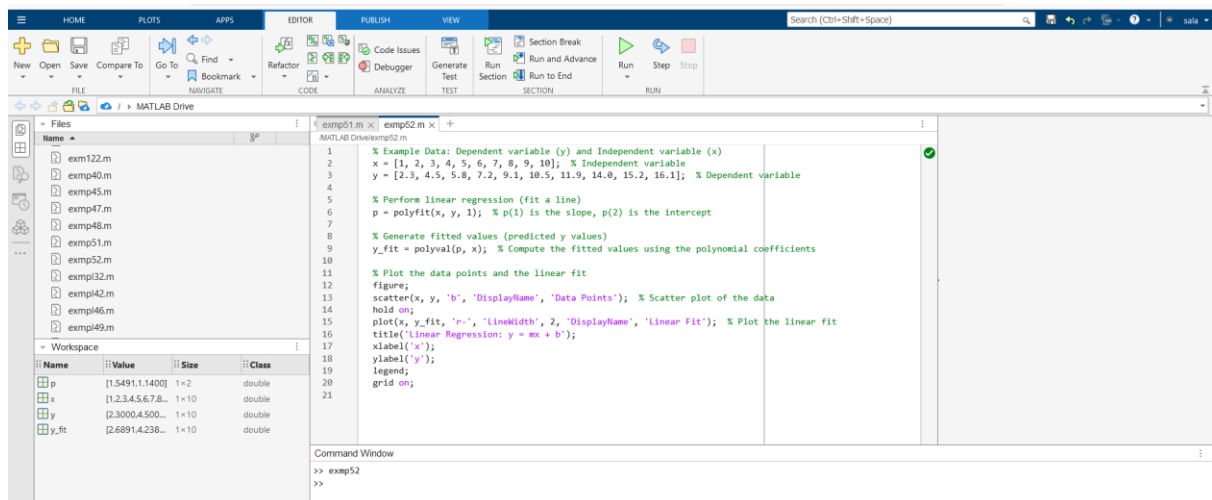 HOME PLOTS APPS EDITOR PUBLISH VIEW Search (Ctrl+Shift+Space) sala
New Open Save Compare To Go To Find Bookmark Refactor Code Issues Debugger Generate Test Run Section Section Break Run and Advance Run to End Run Step Stop
FILE NAVIGATE CODE ANALYZE TEST SECTION RUN
/ › MATLAB Drive
Files
Name
exm122.m
exmp40.m
exmp45.m
exmp47.m
exmp48.m
exmp51.m
exmp52.m
exmpl32.m
exmpl42.m
exmpl46.m
exmpl49.m
Workspace
Name Value Size Class
p [1.5491,1.1400] 1×2 double
x [1,2,3,4,5,6,7,8... 1×10 double
y [2.3000,4.500... 1×10 double
y_fit [2.6891,4.238... 1×10 double
exmp51.m × exmp52.m × +
/MATLAB Drive/exmp52.m
1 % Example Data: Dependent variable (y) and Independent variable (x)
2 x = [1, 2, 3, 4, 5, 6, 7, 8, 9, 10]; % Independent variable
3 y = [2.3, 4.5, 5.8, 7.2, 9.1, 10.5, 11.9, 14.0, 15.2, 16.1]; % Dependent variable
4
5 % Perform linear regression (fit a line)
6 p = polyfit(x, y, 1); % p(1) is the slope, p(2) is the intercept
7
8 % Generate fitted values (predicted y values)
9 y_fit = polyval(p, x); % Compute the fitted values using the polynomial coefficients
10
11 % Plot the data points and the linear fit
12 figure;
13 scatter(x, y, 'b', 'DisplayName', 'Data Points'); % Scatter plot of the data
14 hold on;
15 plot(x, y_fit, 'r-', 'LineWidth', 2, 'DisplayName', 'Linear Fit'); % Plot the linear fit
16 title('Linear Regression: y = mx + b');
17 xlabel('x');
18 ylabel('y');
19 legend;
20 grid on;
21
Command Window
>> exmp52
>>